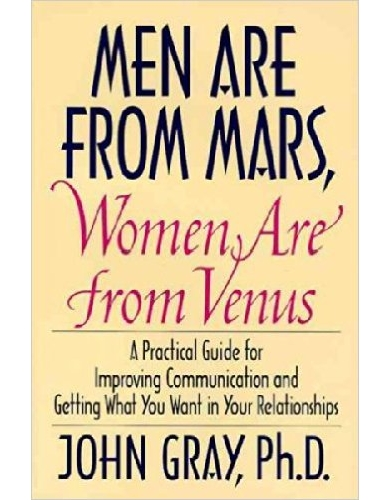 MEN ARE
FROM MARS,
Women Are
from Venus
A Practical Guide for
Improving Communication and
Getting What You Want in Your Relationships
JOHN GRAY, Ph.D.